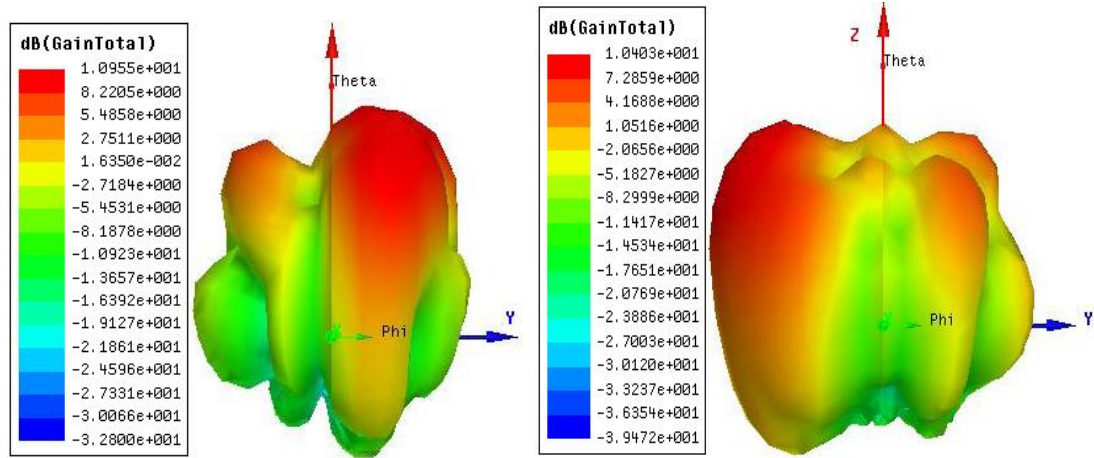 dB(GainTotal)
1.0955e+001
8.2205e+000
5.4858e+000
2.7511e+000
1.6350e-002
-2.7184e+000
-5.4531e+000
-8.1878e+000
-1.0923e+001
-1.3657e+001
-1.6392e+001
-1.9127e+001
-2.1861e+001
-2.4596e+001
-2.7331e+001
-3.0066e+001
-3.2800e+001
Theta
Phi
Y
dB(GainTotal)
1.0403e+001
7.2859e+000
4.1688e+000
1.0516e+000
-2.0656e+000
-5.1827e+000
-8.2999e+000
-1.1417e+001
-1.4534e+001
-1.7651e+001
-2.0769e+001
-2.3886e+001
-2.7003e+001
-3.0120e+001
-3.3237e+001
-3.6354e+001
-3.9472e+001
Z
Theta
Phi
Y